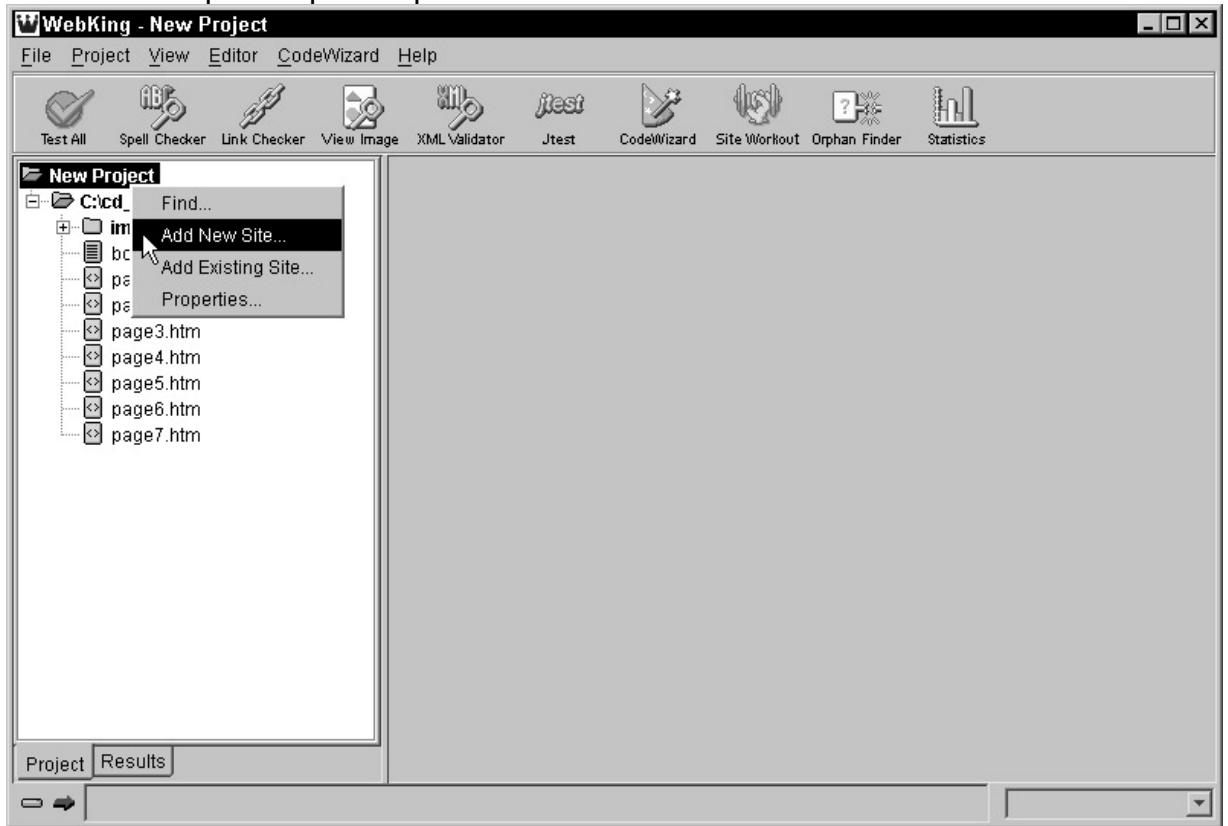 WebKing - New Project
File Project View Editor CodeWizard Help
Test All Spell Checker Link Checker View Image XML Validator Jtest CodeWizard Site Workout Orphan Finder Statistics
New Project
C:\cd_
Find...
im
Add New Site...
bo
Add Existing Site...
pa
Properties...
pa
page3.htm
page4.htm
page5.htm
page6.htm
page7.htm
Project Results